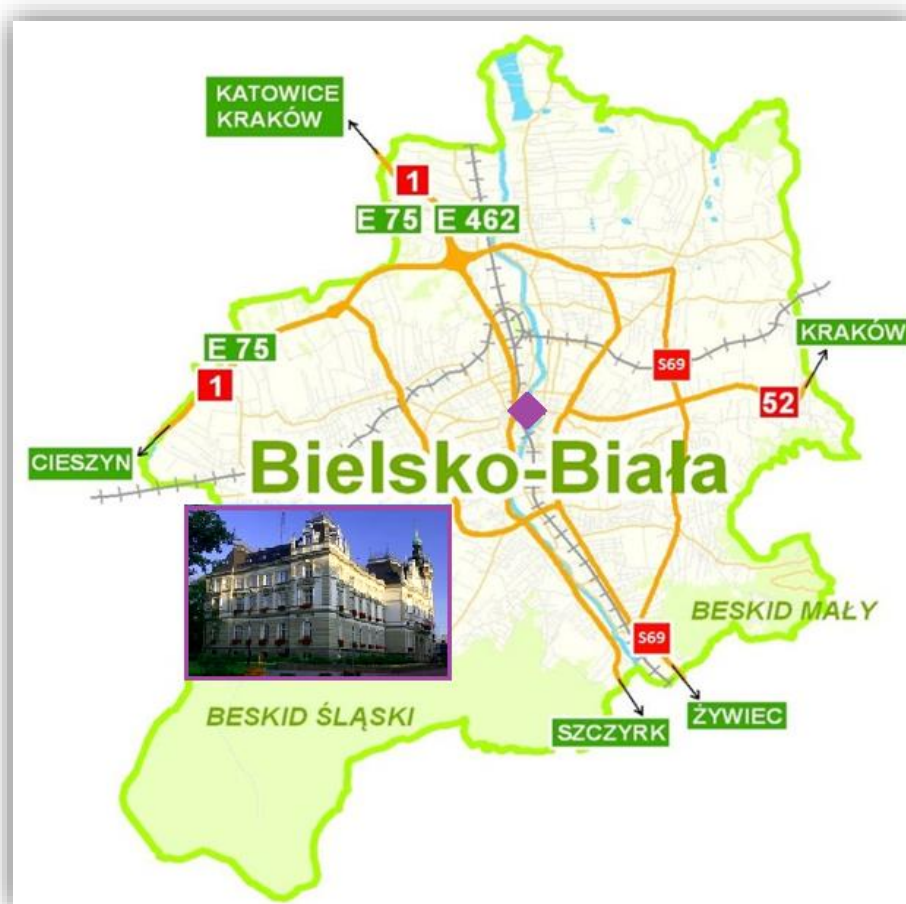 KATOWICE
KRAKÓW
1
E 75
E 462
E 75
1
KRAKÓW
S69
52
CIESZYN
Bielsko-Biała
BESKID MAŁY
S69
BESKID ŚLĄSKI
ŻYWIEC
SZCZYRK